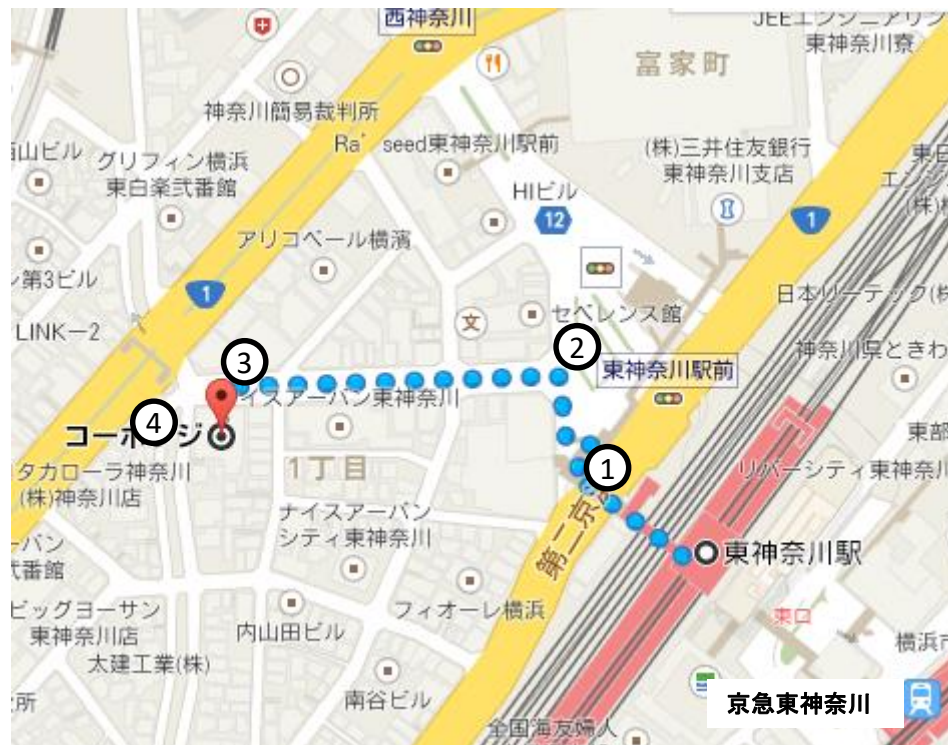 西神奈川
JEEエンジニアリン
東神奈川寮
富家町
神奈川簡易裁判所
Ra' seed東神奈川駅前
(株)三井住友銀行
東神奈川支店
山ビル
グリフィン横浜
東白楽弐番館
HIビル
12
アリコベール横濱
1
第3ビル
1
日本リーテック(株
LINK-2
文
セベレンス館
神奈川県ときわ
②
東神奈川駅前
③
イスアーバン東神奈川
④
コーポ
ジ
タカローラ神奈川
(株)神奈川店
1丁目
①
東部
リバーシティ東神奈川
ナイスアーバン
シティ東神奈川
第二京
東神奈川駅
弐番館
ビッグヨーサン
東神奈川店
フィオーレ横浜
内山田ビル
東口
太建工業(株)
横浜市
所
南谷ビル
京急東神奈川
全国海友婦人